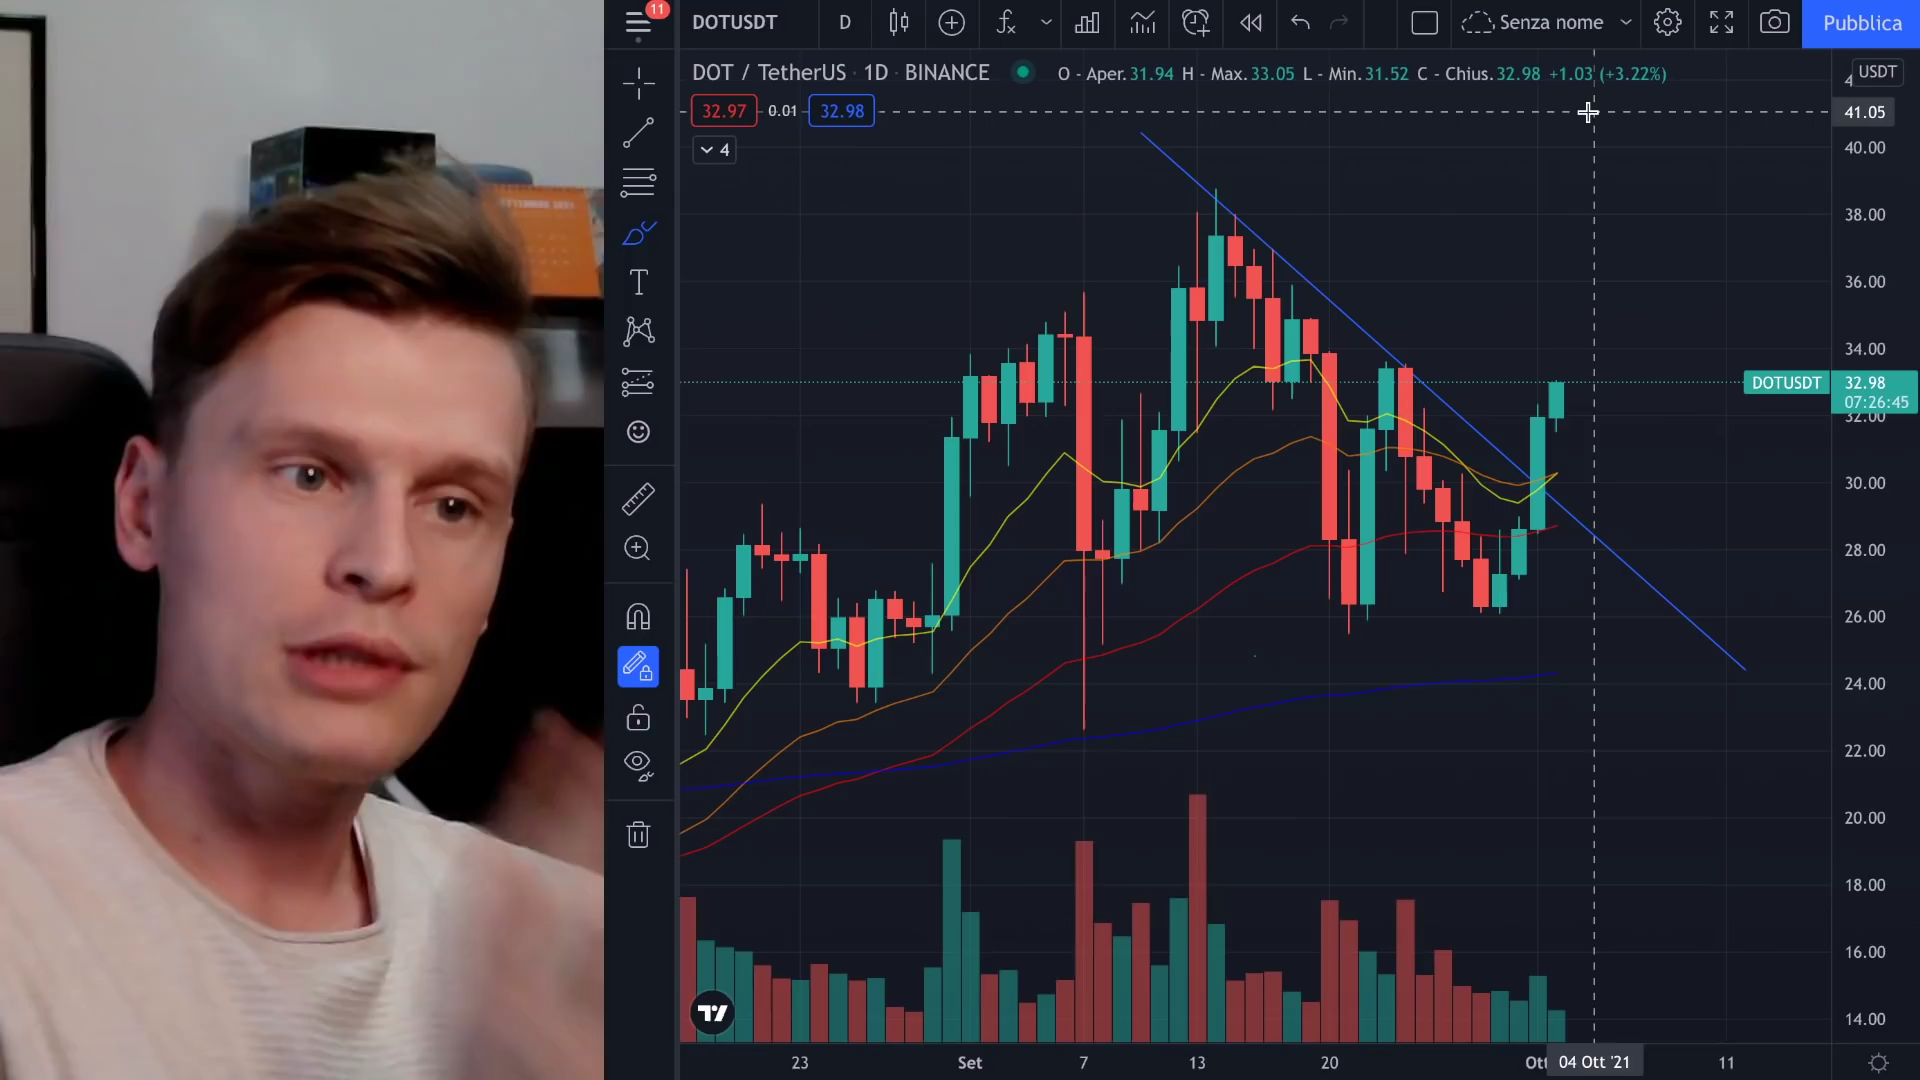 11
DOTUSDT
D
Senza nome
Pubblica
DOT / TetherUS · 1D · BINANCE
O - Aper.31.94 H - Max.33.05 L - Min.31.52 C - Chius.32.98 +1.03 (+3.22%)
USDT
32.97
0.01
32.98
4
41.05
40.00
38.00
36.00
34.00
DOTUSDT
32.98
07:26:45
32.00
30.00
28.00
26.00
24.00
22.00
20.00
18.00
16.00
14.00
23
Set
7
13
20
Ott
04 Ott '21
11